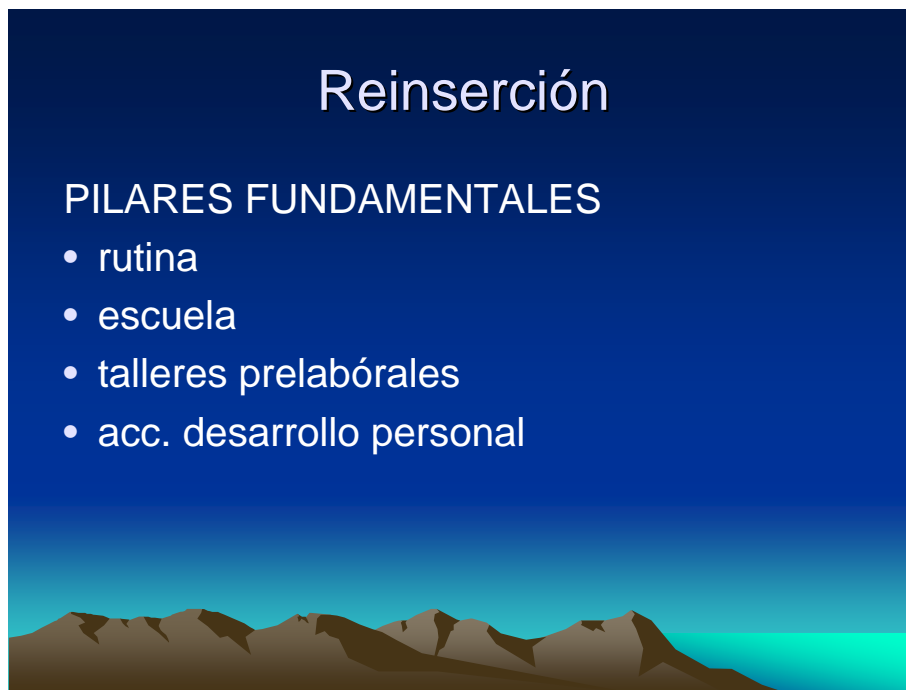 Reinserción
PILARES FUNDAMENTALES
• rutina
• escuela
• talleres prelabórales
• acc. desarrollo personal